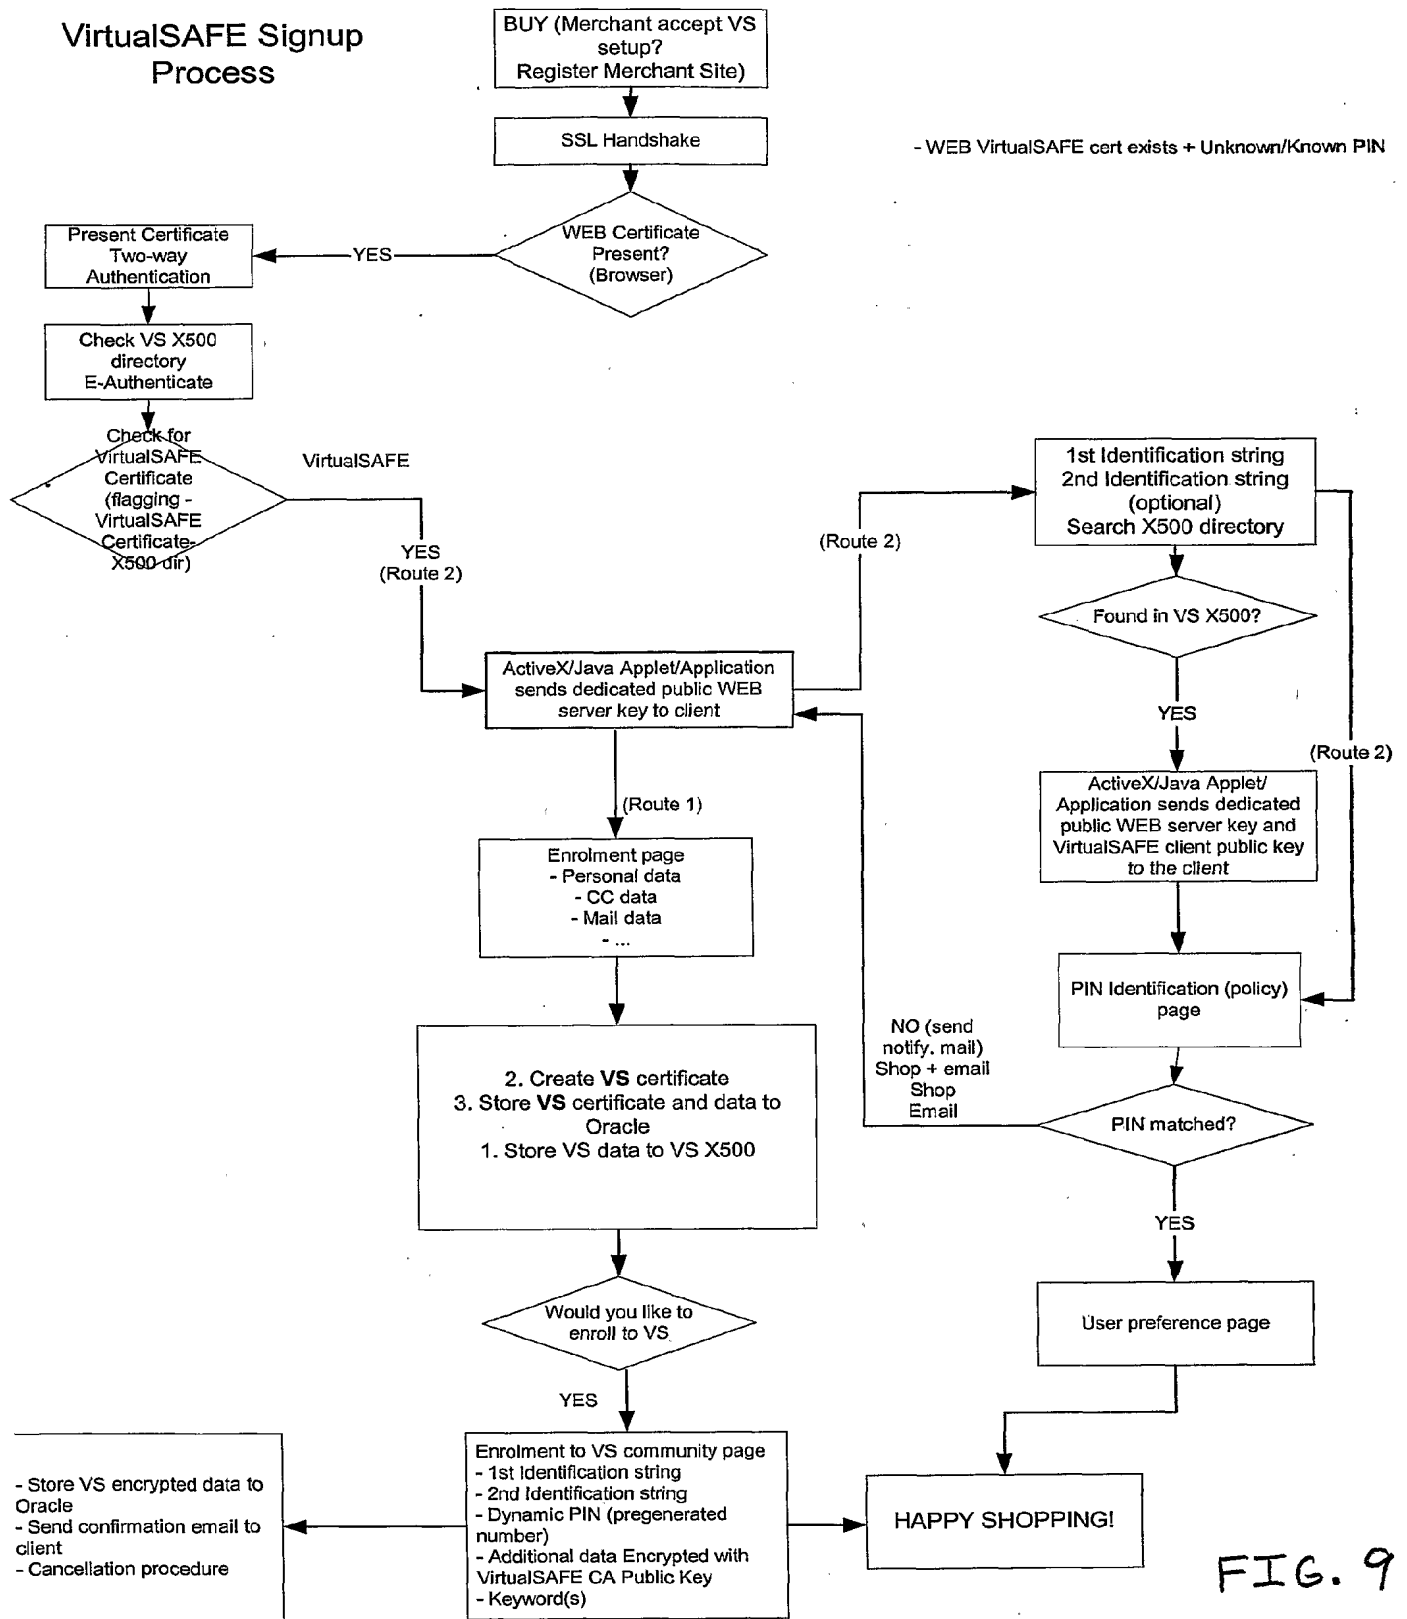 VirtualSAFE Signup
Process
BUY (Merchant accept VS
setup?
Register Merchant Site)
SSL Handshake
- WEB VirtualSAFE cert exists + Unknown/Known PIN
WEB Certificate
Present?
(Browser)
YES
Present Certificate
Two-way
Authentication
Check VS X500
directory
E-Authenticate
Check for
VirtualSAFE
Certificate
(flagging -
VirtualSAFE
Certificate-
X500 dir)
VirtualSAFE
YES
(Route 2)
ActiveX/Java Applet/Application
sends dedicated public WEB
server key to client
(Route 2)
1st Identification string
2nd Identification string
(optional)
Search X500 directory
Found in VS X500?
YES
(Route 2)
ActiveX/Java Applet/
Application sends dedicated
public WEB server key and
VirtualSAFE client public key
to the client
PIN Identification (policy)
page
NO (send
notify. mail)
Shop + email
Shop
Email
PIN matched?
YES
User preference page
(Route 1)
Enrolment page
- Personal data
- CC data
- Mail data
- ...
2. Create VS certificate
3. Store VS certificate and data to
Oracle
1. Store VS data to VS X500
Would you like to
enroll to VS
YES
Enrolment to VS community page
- 1st Identification string
- 2nd Identification string
- Dynamic PIN (pregenerated
number)
- Additional data Encrypted with
VirtualSAFE CA Public Key
- Keyword(s)
- Store VS encrypted data to
Oracle
- Send confirmation email to
client
- Cancellation procedure
HAPPY SHOPPING!
FIG. 9